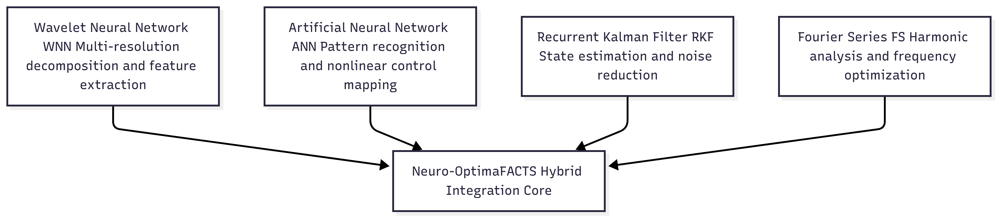 Wavelet Neural Network
WNN Multi-resolution
decomposition and feature
extraction
Artificial Neural Network
ANN Pattern recognition
and nonlinear control
mapping
Recurrent Kalman Filter RKF
State estimation and noise
reduction
Fourier Series FS Harmonic
analysis and frequency
optimization
Neuro-OptimaFACTS Hybrid
Integration Core